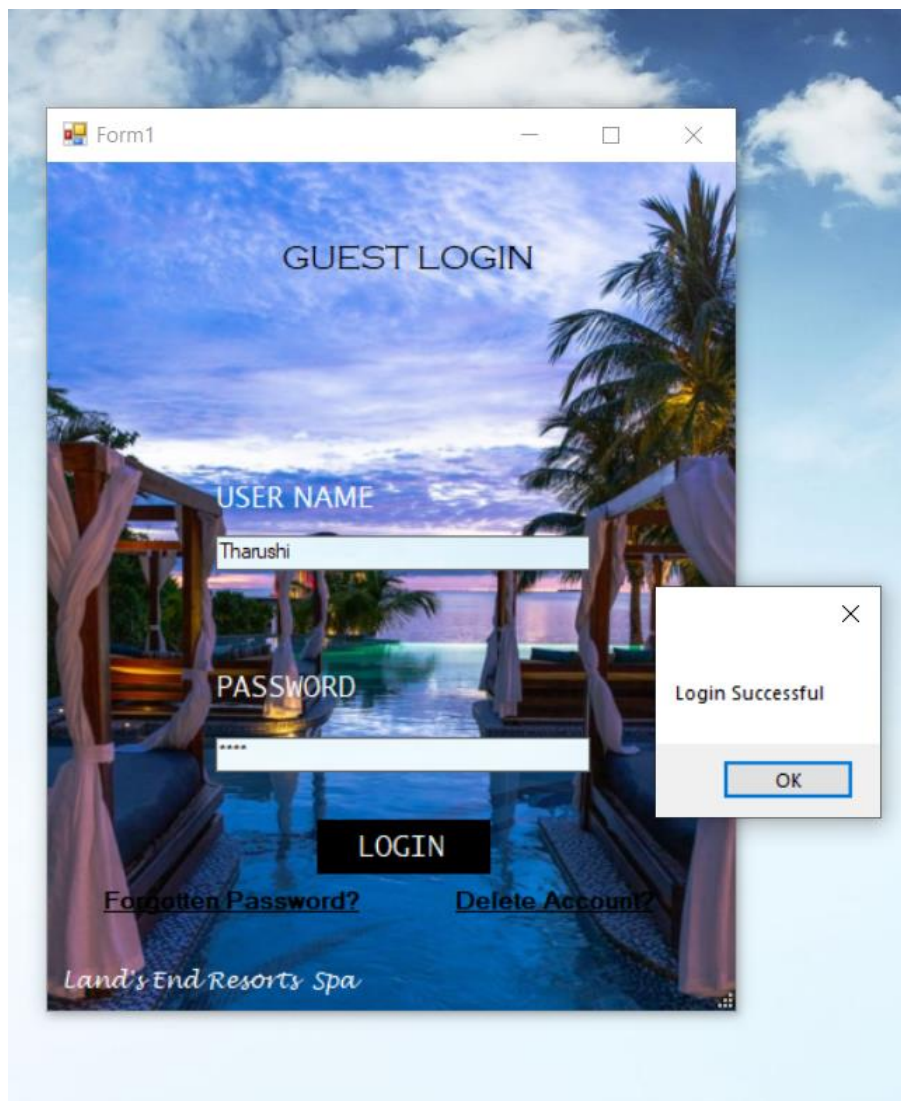 Form1
GUEST LOGIN
USER NAME
Tharushi
PASSWORD
****
Login Successful
OK
LOGIN
Forgotten Password? Delete Account?
Land's End Resorts Spa